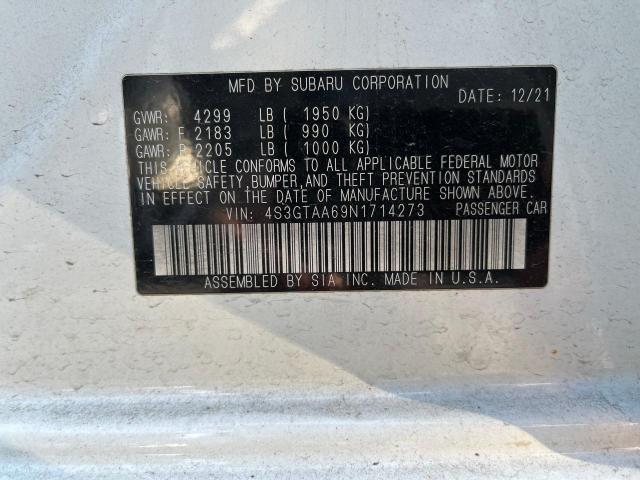 MFD BY SUBARU CORPORATION
DATE: 12/21
GVWR: 4299 LB ( 1950 KG)
GAWR: F 2183 LB ( 990 KG)
GAWR: R 2205 LB ( 1000 KG)
THIS VEHICLE CONFORMS TO ALL APPLICABLE FEDERAL MOTOR
VEHICLE SAFETY, BUMPER, AND THEFT PREVENTION STANDARDS
IN EFFECT ON THE DATE OF MANUFACTURE SHOWN ABOVE.
VIN: 4S3GTAA69N1714273 PASSENGER CAR
ASSEMBLED BY SIA INC. MADE IN U.S.A.